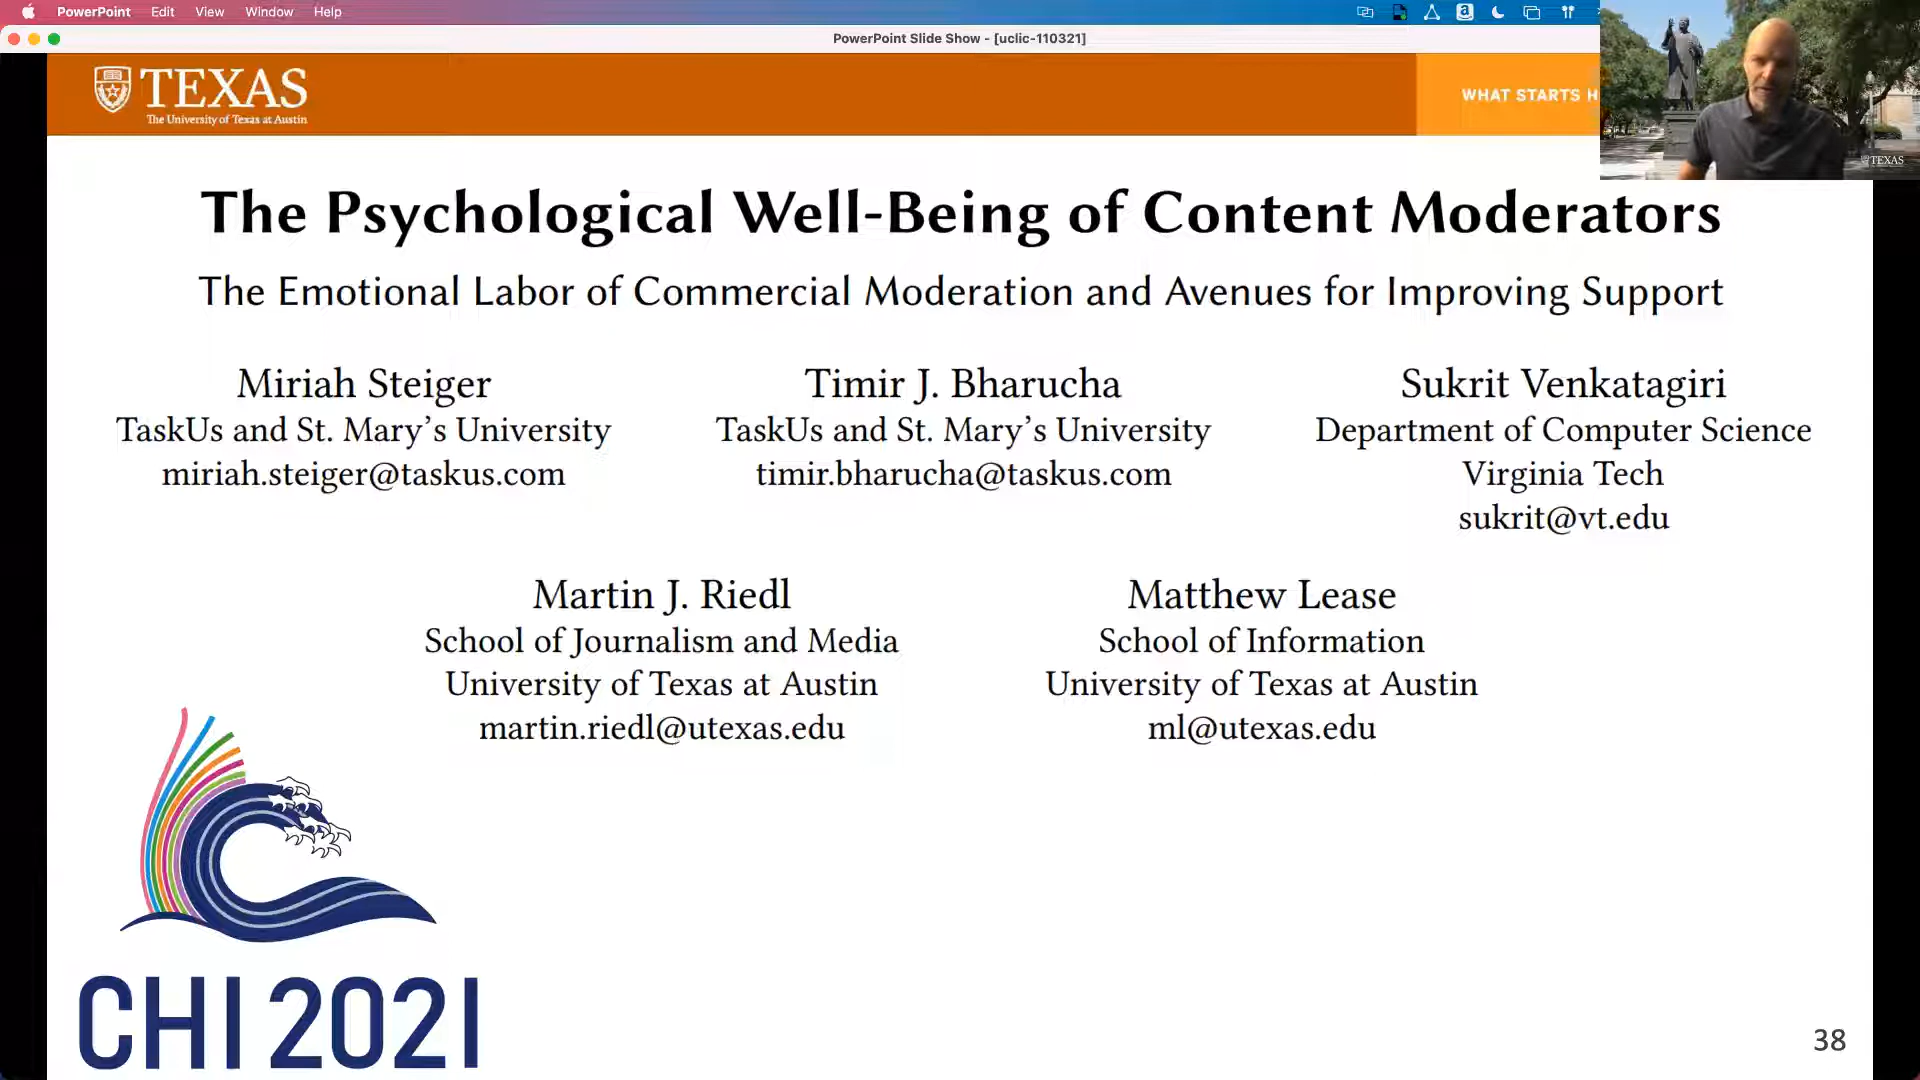 PowerPoint Edit View Window Help
PowerPoint Slide Show - [uclic-110321]
TEXAS
The University of Texas at Austin
WHAT STARTS H
TEXAS
The Psychological Well-Being of Content Moderators
The Emotional Labor of Commercial Moderation and Avenues for Improving Support
Miriah Steiger
TaskUs and St. Mary's University
miriah.steiger@taskus.com
Timir J. Bharucha
TaskUs and St. Mary's University
timir.bharucha@taskus.com
Sukrit Venkatagiri
Department of Computer Science
Virginia Tech
sukrit@vt.edu
Martin J. Riedl
School of Journalism and Media
University of Texas at Austin
martin.riedl@utexas.edu
Matthew Lease
School of Information
University of Texas at Austin
ml@utexas.edu
CHI 2021
38